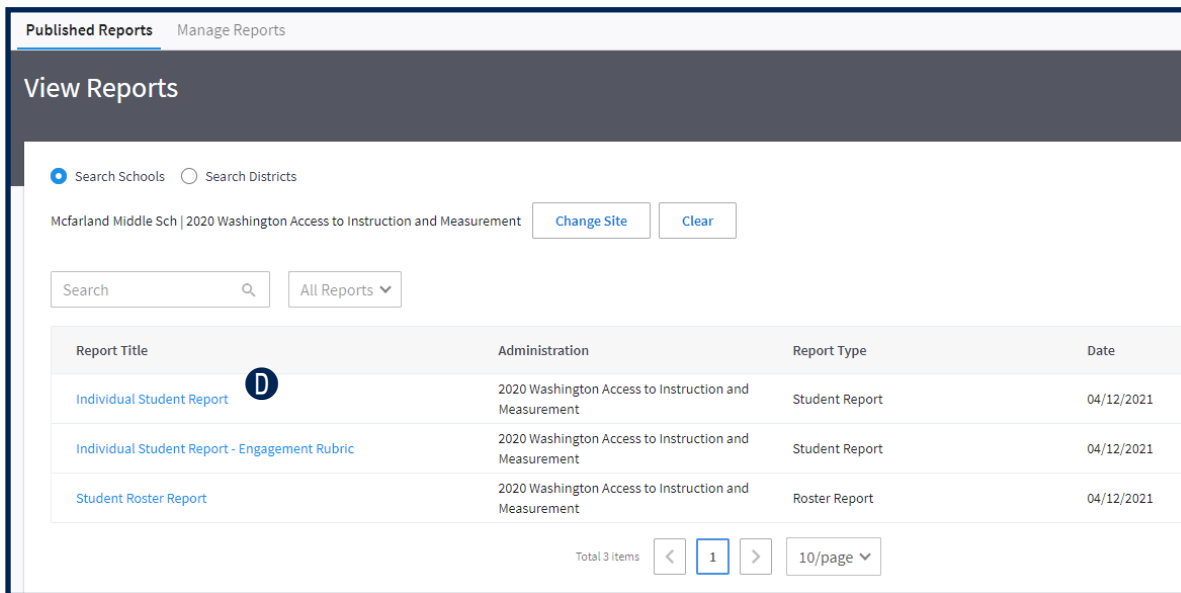 Published Reports Manage Reports
View Reports
Search Schools Search Districts
Mcfarland Middle Sch | 2020 Washington Access to Instruction and Measurement Change Site Clear
Search All Reports
Report Title Administration Report Type Date
D
Individual Student Report 2020 Washington Access to Instruction and Measurement Student Report 04/12/2021
Individual Student Report - Engagement Rubric 2020 Washington Access to Instruction and Measurement Student Report 04/12/2021
Student Roster Report 2020 Washington Access to Instruction and Measurement Roster Report 04/12/2021
Total 3 items < 1 > 10/page